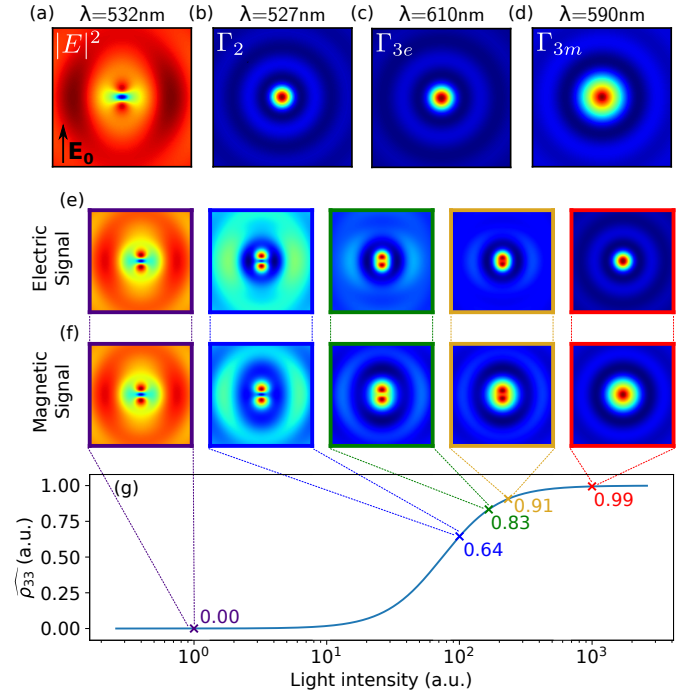 (a) λ=532nm (b) λ=527nm (c) λ=610nm (d) λ=590nm
|E|² Γ₂ Γ₃ₑ Γ₃ₘ
E₀
(e)
Electric
Signal
(f)
Magnetic
Signal
(g)
1.00
0.75
0.50
0.25
0.00
ρ̂₃₃ (a.u.)
0.00
0.64
0.83
0.91
0.99
10⁰ 10¹ 10² 10³
Light intensity (a.u.)